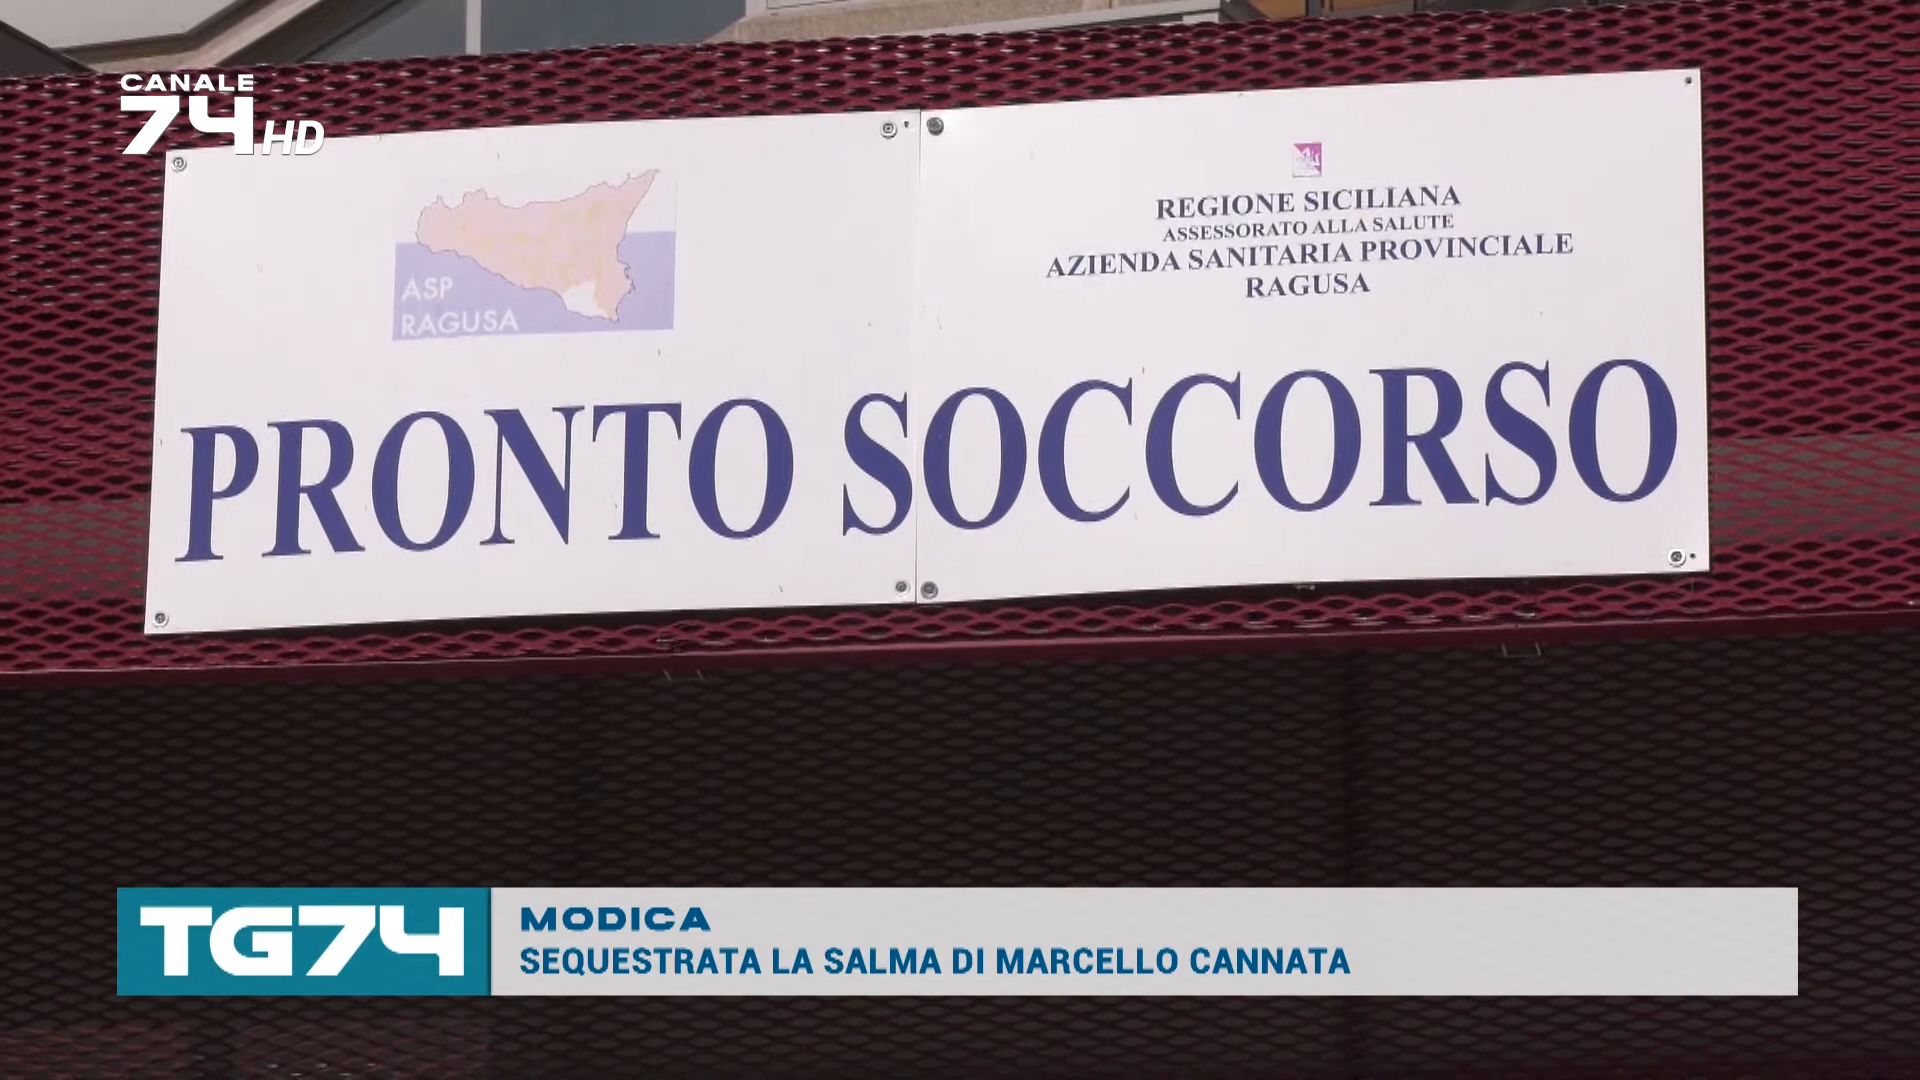 CANALE
74 HD
ASP
RAGUSA
REGIONE SICILIANA
ASSESSORATO ALLA SALUTE
AZIENDA SANITARIA PROVINCIALE
RAGUSA
PRONTO SOCCORSO
TG74
MODICA
SEQUESTRATA LA SALMA DI MARCELLO CANNATA